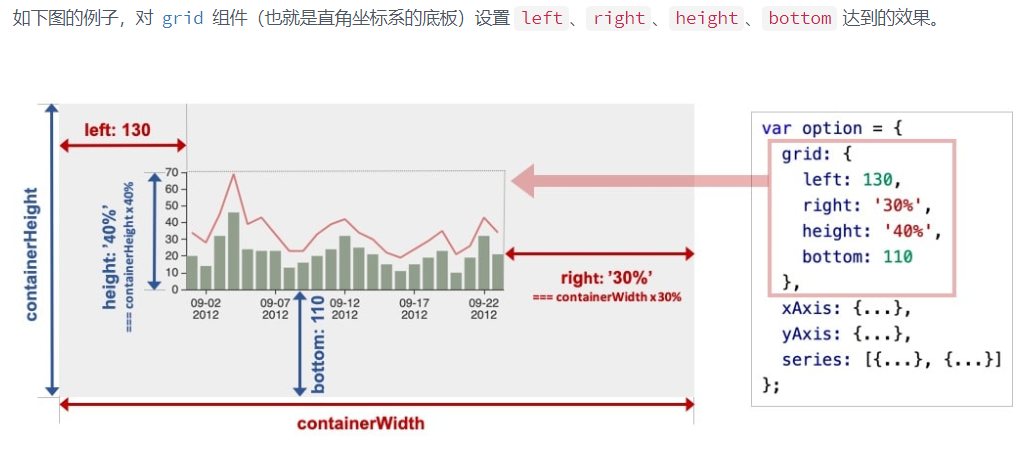 如下图的例子，对 grid 组件（也就是直角坐标系的底板）设置 left、right、height、bottom 达到的效果。
left: 130
containerHeight
height: '40%'
=== containerHeight x 40%
70
60
50
40
30
20
10
0
09-02
2012
09-07
2012
09-12
2012
09-17
2012
09-22
2012
bottom: 110
right: '30%'
=== containerWidth x 30%
containerWidth
var option = {
grid: {
left: 130,
right: '30%',
height: '40%',
bottom: 110
},
xAxis: {...},
yAxis: {...},
series: [{...}, {...}]
};